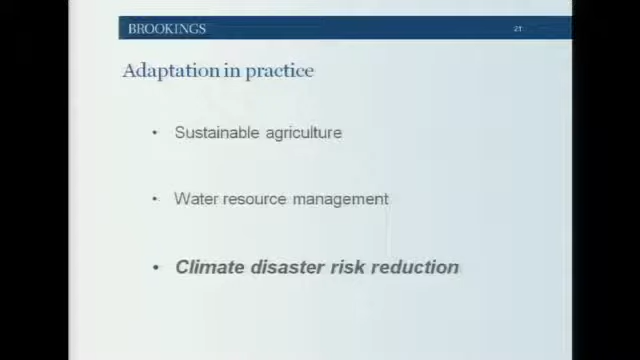 BROOKINGS 21
Adaptation in practice
• Sustainable agriculture
• Water resource management
• Climate disaster risk reduction